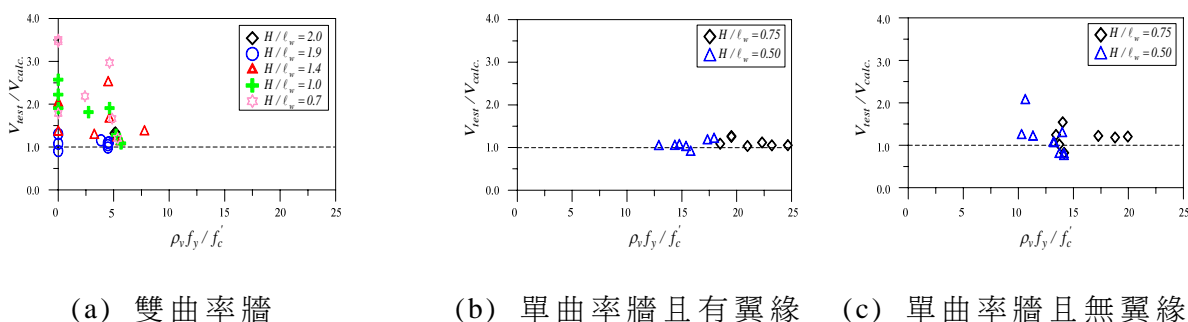 4.0
3.0
2.0
1.0
0.0
V_test / V_calc.
0 5 10 15 20 25
ρ_v f_y / f_c'
H / ℓ_w = 2.0
H / ℓ_w = 1.9
H / ℓ_w = 1.4
H / ℓ_w = 1.0
H / ℓ_w = 0.7
(a) 雙曲率牆
4.0
3.0
2.0
1.0
0.0
V_test / V_calc.
0 5 10 15 20 25
ρ_v f_y / f_c'
H / ℓ_w = 0.75
H / ℓ_w = 0.50
(b) 單曲率牆且有翼緣
4.0
3.0
2.0
1.0
0.0
V_test / V_calc.
0 5 10 15 20 25
ρ_v f_y / f_c'
H / ℓ_w = 0.75
H / ℓ_w = 0.50
(c) 單曲率牆且無翼緣